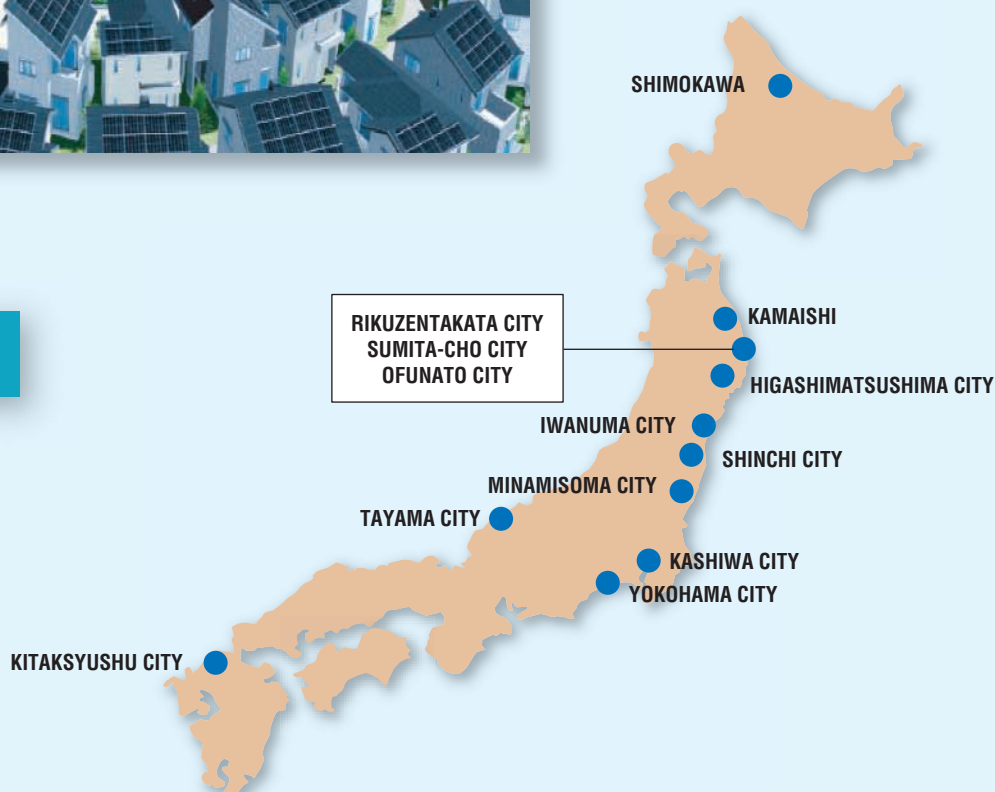 SHIMOKAWA
KAMAISHI
RIKUZENTAKATA CITY
SUMITA-CHO CITY
OFUNATO CITY
HIGASHIMATSUSHIMA CITY
IWANUMA CITY
SHINCHI CITY
MINAMISOMA CITY
TAYAMA CITY
KASHIWA CITY
YOKOHAMA CITY
KITAKSYUSHU CITY